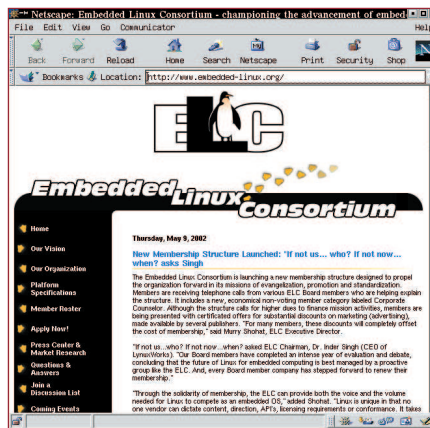 Netscape: Embedded Linux Consortium - championing the advancement of embed
File Edit View Go Communicator Help
Back Forward Reload Home Search Netscape Print Security Shop
Bookmarks Location: http://www.embedded-linux.org/
ELC
Embedded Linux Consortium
Home
Our Vision
Our Organization
Platform
Specifications
Member Roster
Apply Now!
Press Center &
Market Research
Questions &
Answers
Join a
Discussion List
Coming Events
Thursday, May 9, 2002
New Membership Structure Launched: "If not us... who? If not now...
when? asks Singh
The Embedded Linux Consortium is launching a new membership structure designed to propel
the organization forward in its missions of evangelization, promotion and standardization.
Members are receiving telephone calls from various ELC Board members who are helping explain
the structure. It includes a new, economical non-voting member category labeled Corporate
Counselor. Although the structure calls for higher dues to finance mission activities, members are
being presented with certificated offers for substantial discounts on marketing (advertising),
made available by several publishers. "For many members, these discounts will completely offset
the cost of membership," said Murry Shohat, ELC Executive Director.
"If not us...who? If not now...when? asked ELC Chairman, Dr. Inder Singh (CEO of
LynuxWorks). "Our Board members have completed an intense year of evaluation and debate,
concluding that the future of Linux for embedded computing is best managed by a proactive
group like the ELC. And, every Board member company has stepped forward to renew their
membership."
"Through the solidarity of membership, the ELC can provide both the voice and the volume
needed for Linux to compete as an embedded OS," added Shohat. "Linux is unique in that no
one vendor can dictate content, direction, API's, licensing requirements or conformance. It takes